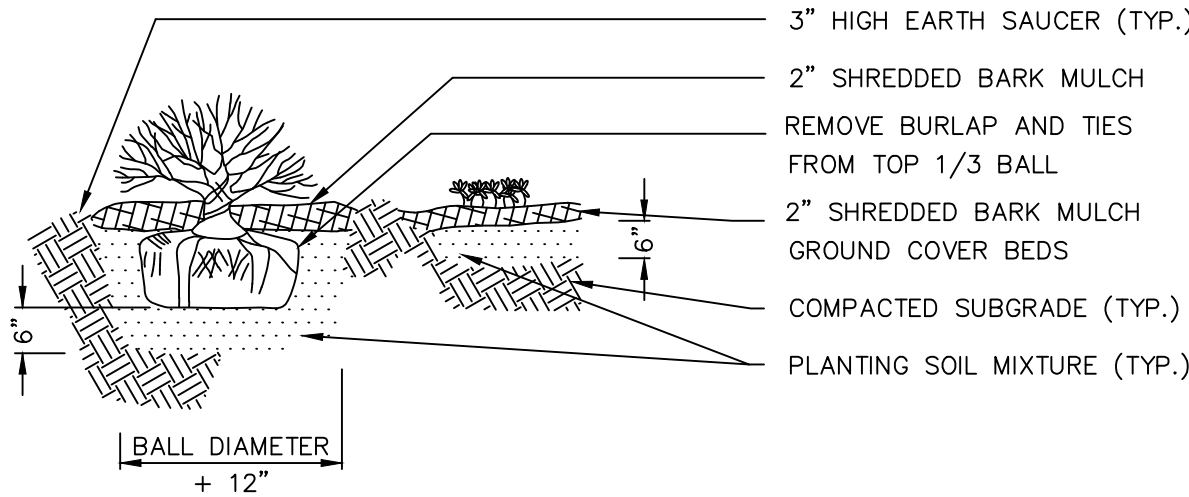 3” HIGH EARTH SAUCER (TYP.)
2” SHREDDED BARK MULCH
REMOVE BURLAP AND TIES
FROM TOP 1/3 BALL
2” SHREDDED BARK MULCH
GROUND COVER BEDS
6”
COMPACTED SUBGRADE (TYP.)
6”
PLANTING SOIL MIXTURE (TYP.)
BALL DIAMETER
+ 12”